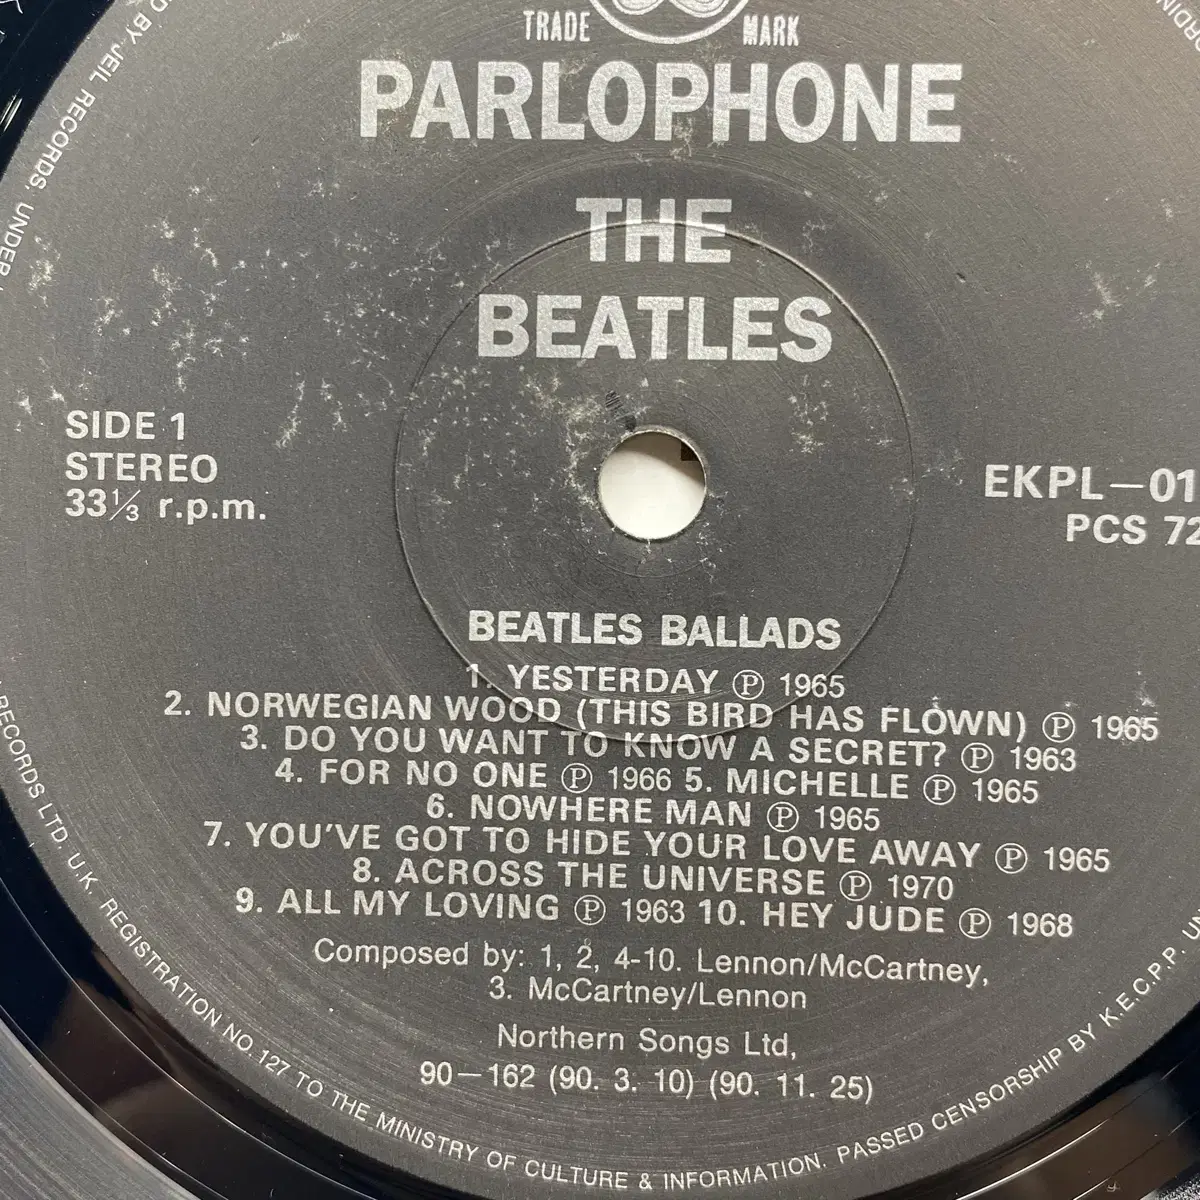 TRADE MARK
PARLOPHONE
THE
BEATLES
SIDE 1
STEREO
33⅓ r.p.m.
EKPL—01
PCS 72
BEATLES BALLADS
1. YESTERDAY Ⓟ 1965
2. NORWEGIAN WOOD (THIS BIRD HAS FLOWN) Ⓟ 1965
3. DO YOU WANT TO KNOW A SECRET? Ⓟ 1963
4. FOR NO ONE Ⓟ 1966 5. MICHELLE Ⓟ 1965
6. NOWHERE MAN Ⓟ 1965
7. YOU'VE GOT TO HIDE YOUR LOVE AWAY Ⓟ 1965
8. ACROSS THE UNIVERSE Ⓟ 1970
9. ALL MY LOVING Ⓟ 1963 10. HEY JUDE Ⓟ 1968
Composed by: 1, 2, 4-10. Lennon/McCartney,
3. McCartney/Lennon
Northern Songs Ltd,
90—162 (90. 3. 10) (90. 11. 25)
BY JEIL RECORDS, UNDER
RECORDS LTD. U.K. REGISTRATION NO. 127 TO THE MINISTRY OF CULTURE & INFORMATION. PASSED CENSORSHIP BY K.E.C.P.P.